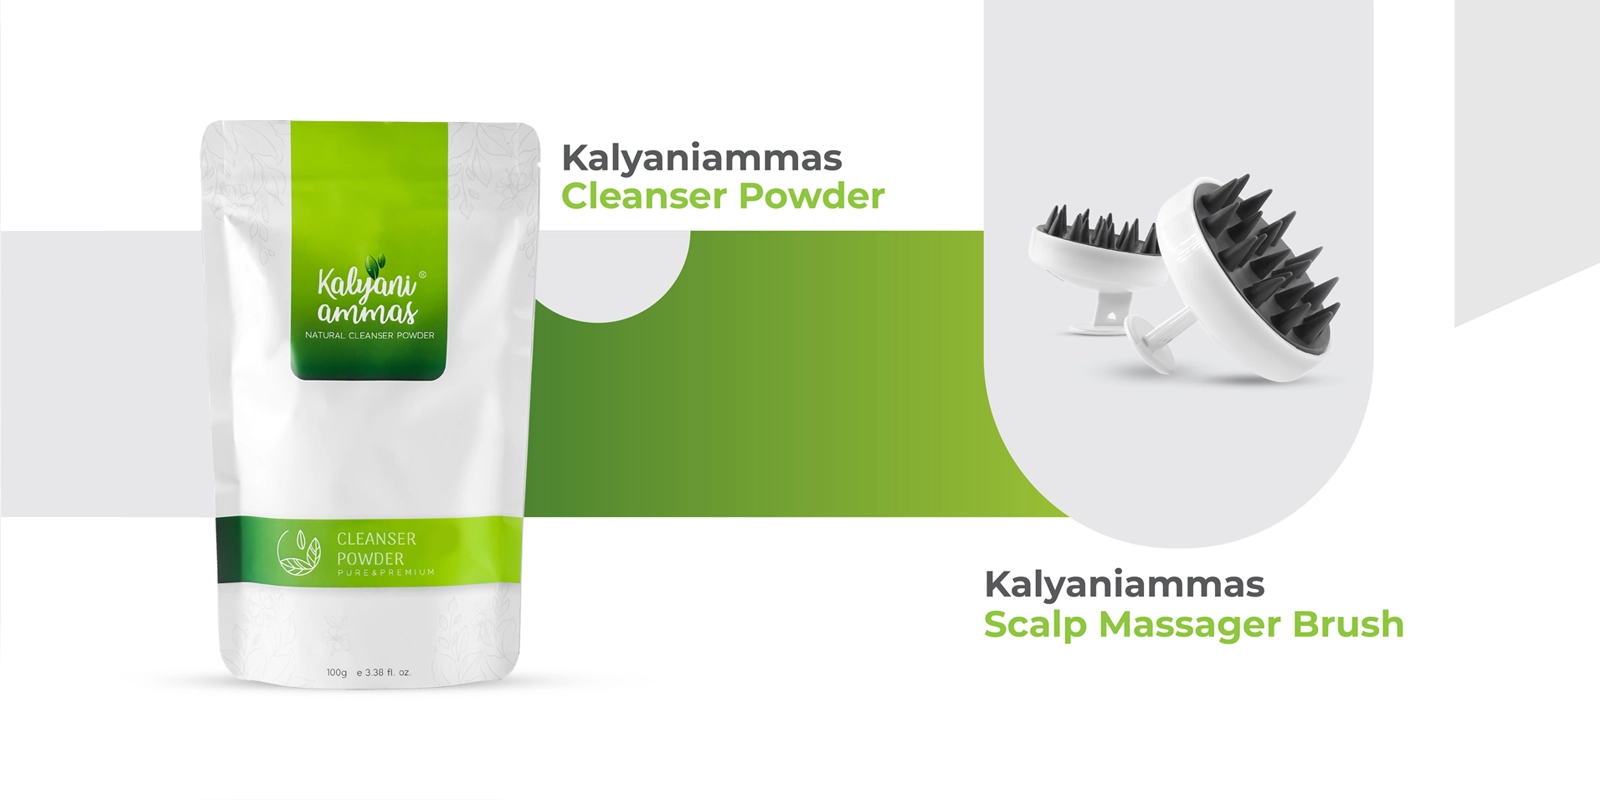 Kalyaniammas
Cleanser Powder
Kalyani®
ammas
NATURAL CLEANSER POWDER
CLEANSER
POWDER
PURE&PREMIUM
100g e 3.38 fl. oz.
Kalyaniammas
Scalp Massager Brush